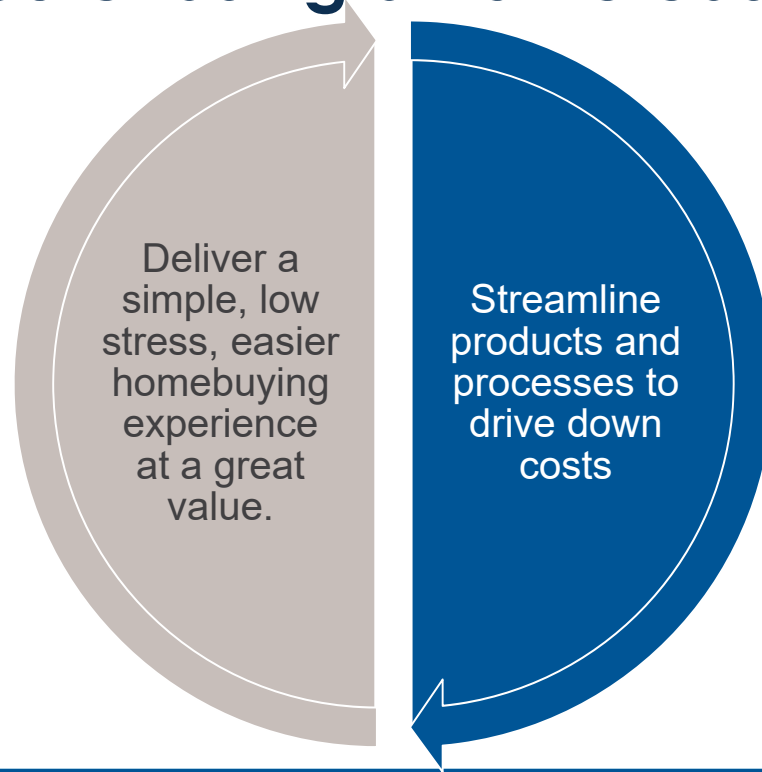 Deliver a
simple, low
stress, easier
homebuying
experience
at a great
value.
Streamline
products and
processes to
drive down
costs